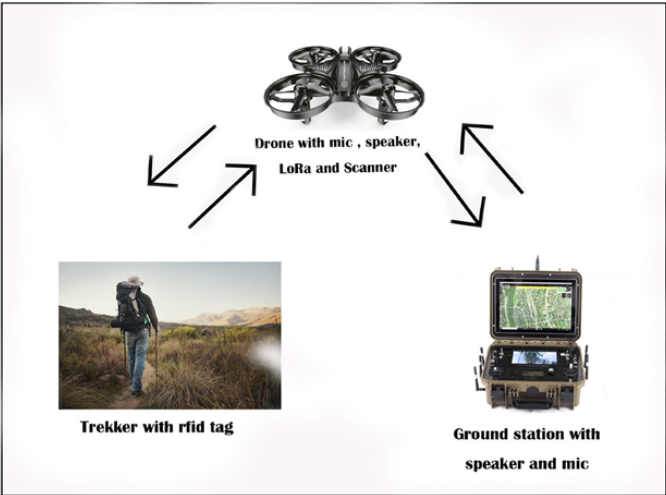 Drone with mic , speaker,
LoRa and Scanner
Trekker with rfid tag
Ground station with
speaker and mic